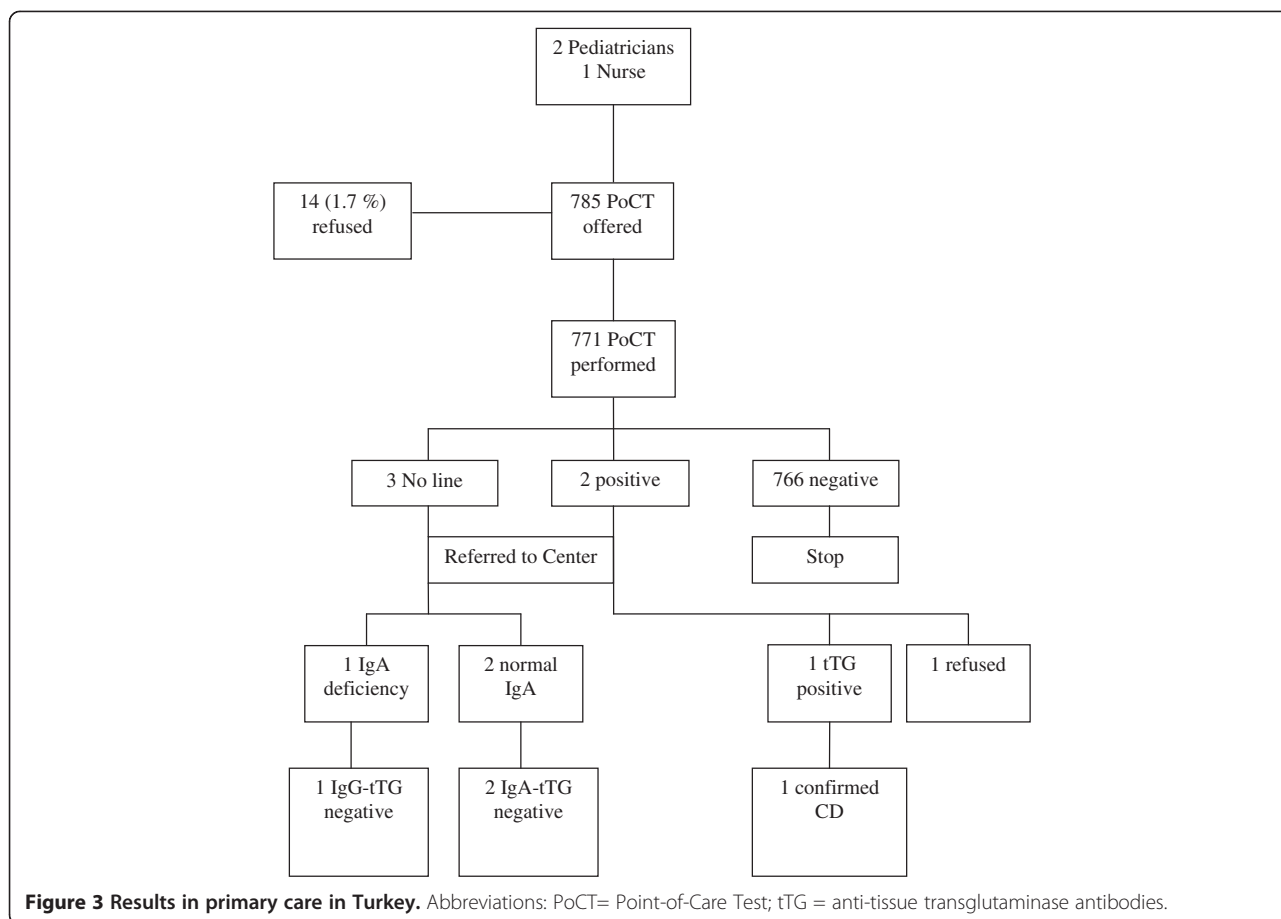 2 Pediatricians
1 Nurse
14 (1.7 %)
refused
785 PoCT
offered
771 PoCT
performed
3 No line
2 positive
766 negative
Referred to Center
Stop
1 IgA
deficiency
2 normal
IgA
1 tTG
positive
1 refused
1 IgG-tTG
negative
2 IgA-tTG
negative
1 confirmed
CD
Figure 3 Results in primary care in Turkey. Abbreviations: PoCT= Point-of-Care Test; tTG = anti-tissue transglutaminase antibodies.